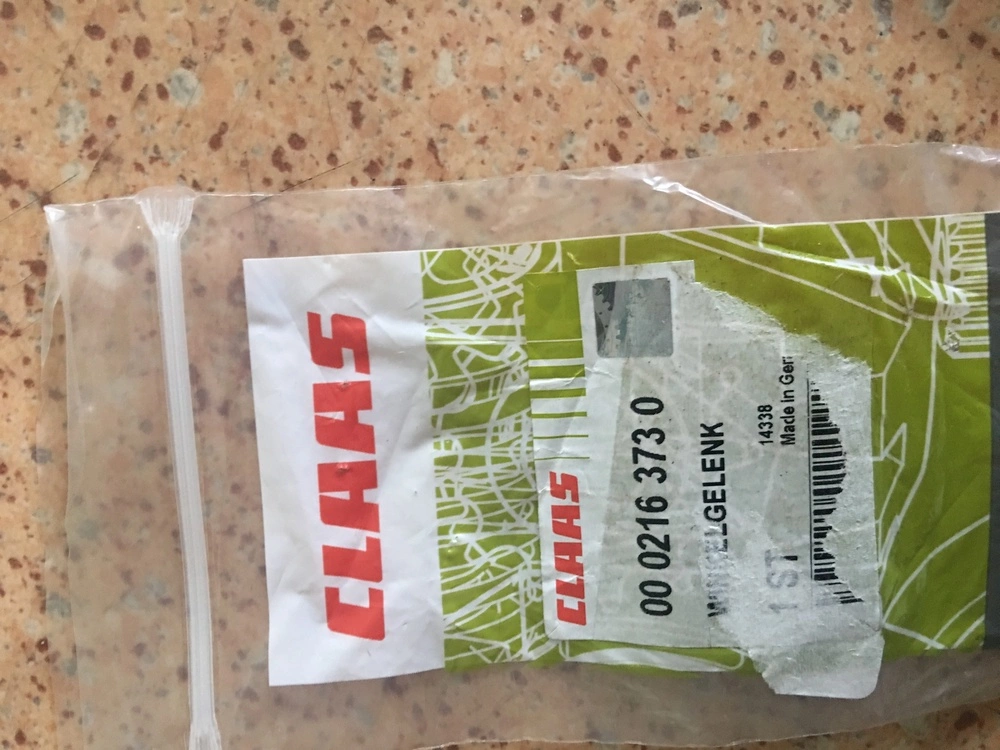 CLAAS
CLAAS
00 0216 373 0
WINKELGELENK
14338
1 ST
Made In Ger